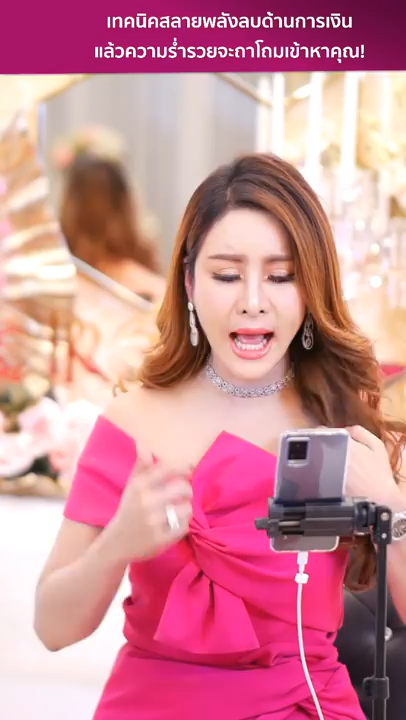 เทคนิคสลายพลังลบด้านการเงิน
แล้วความร่ำรวยจะถาโถมเข้าหาคุณ!